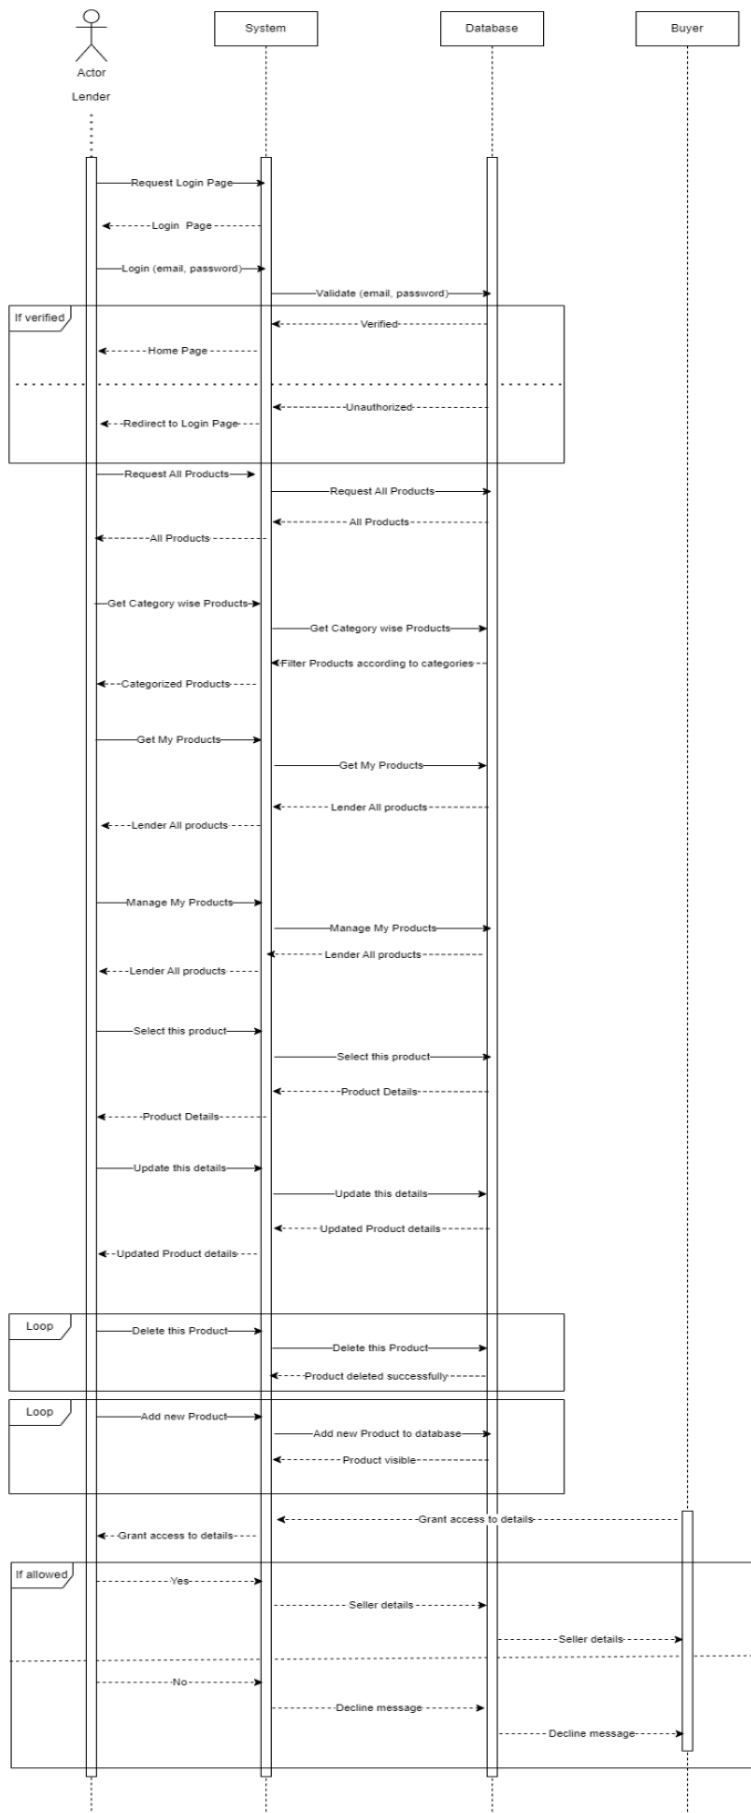 System
Database
Buyer
Actor
Lender
Request Login Page
Login Page
Login (email, password)
Validate (email, password)
If verified
Verified
Home Page
Unauthorized
Redirect to Login Page
Request All Products
Request All Products
All Products
All Products
Get Category wise Products
Get Category wise Products
Filter Products according to categories
Categorized Products
Get My Products
Get My Products
Lender All products
Lender All products
Manage My Products
Manage My Products
Lender All products
Lender All products
Select this product
Select this product
Product Details
Product Details
Update this details
Update this details
Updated Product details
Updated Product details
Loop
Delete this Product
Delete this Product
Product deleted successfully
Loop
Add new Product
Add new Product to database
Product visible
Grant access to details
Grant access to details
If allowed
Yes
Seller details
Seller details
No
Decline message
Decline message